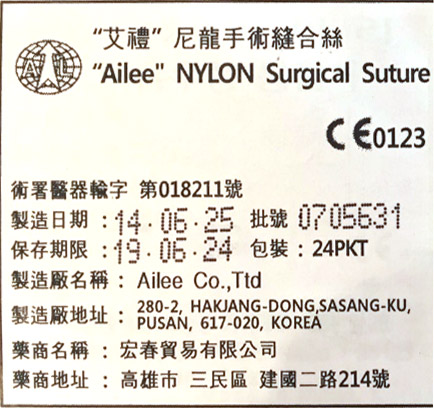 "艾禮" 尼龍手術縫合絲
AL
"Ailee" NYLON Surgical Suture
CE0123
衛署醫器輸字 第018211號
製造日期：14.06.25 批號 0705631
保存期限：19.06.24 包裝：24PKT
製造廠名稱：Ailee Co.,Ttd
製造廠地址：280-2, HAKJANG-DONG,SASANG-KU,
PUSAN, 617-020, KOREA
藥商名稱：宏春貿易有限公司
藥商地址：高雄市 三民區 建國二路214號